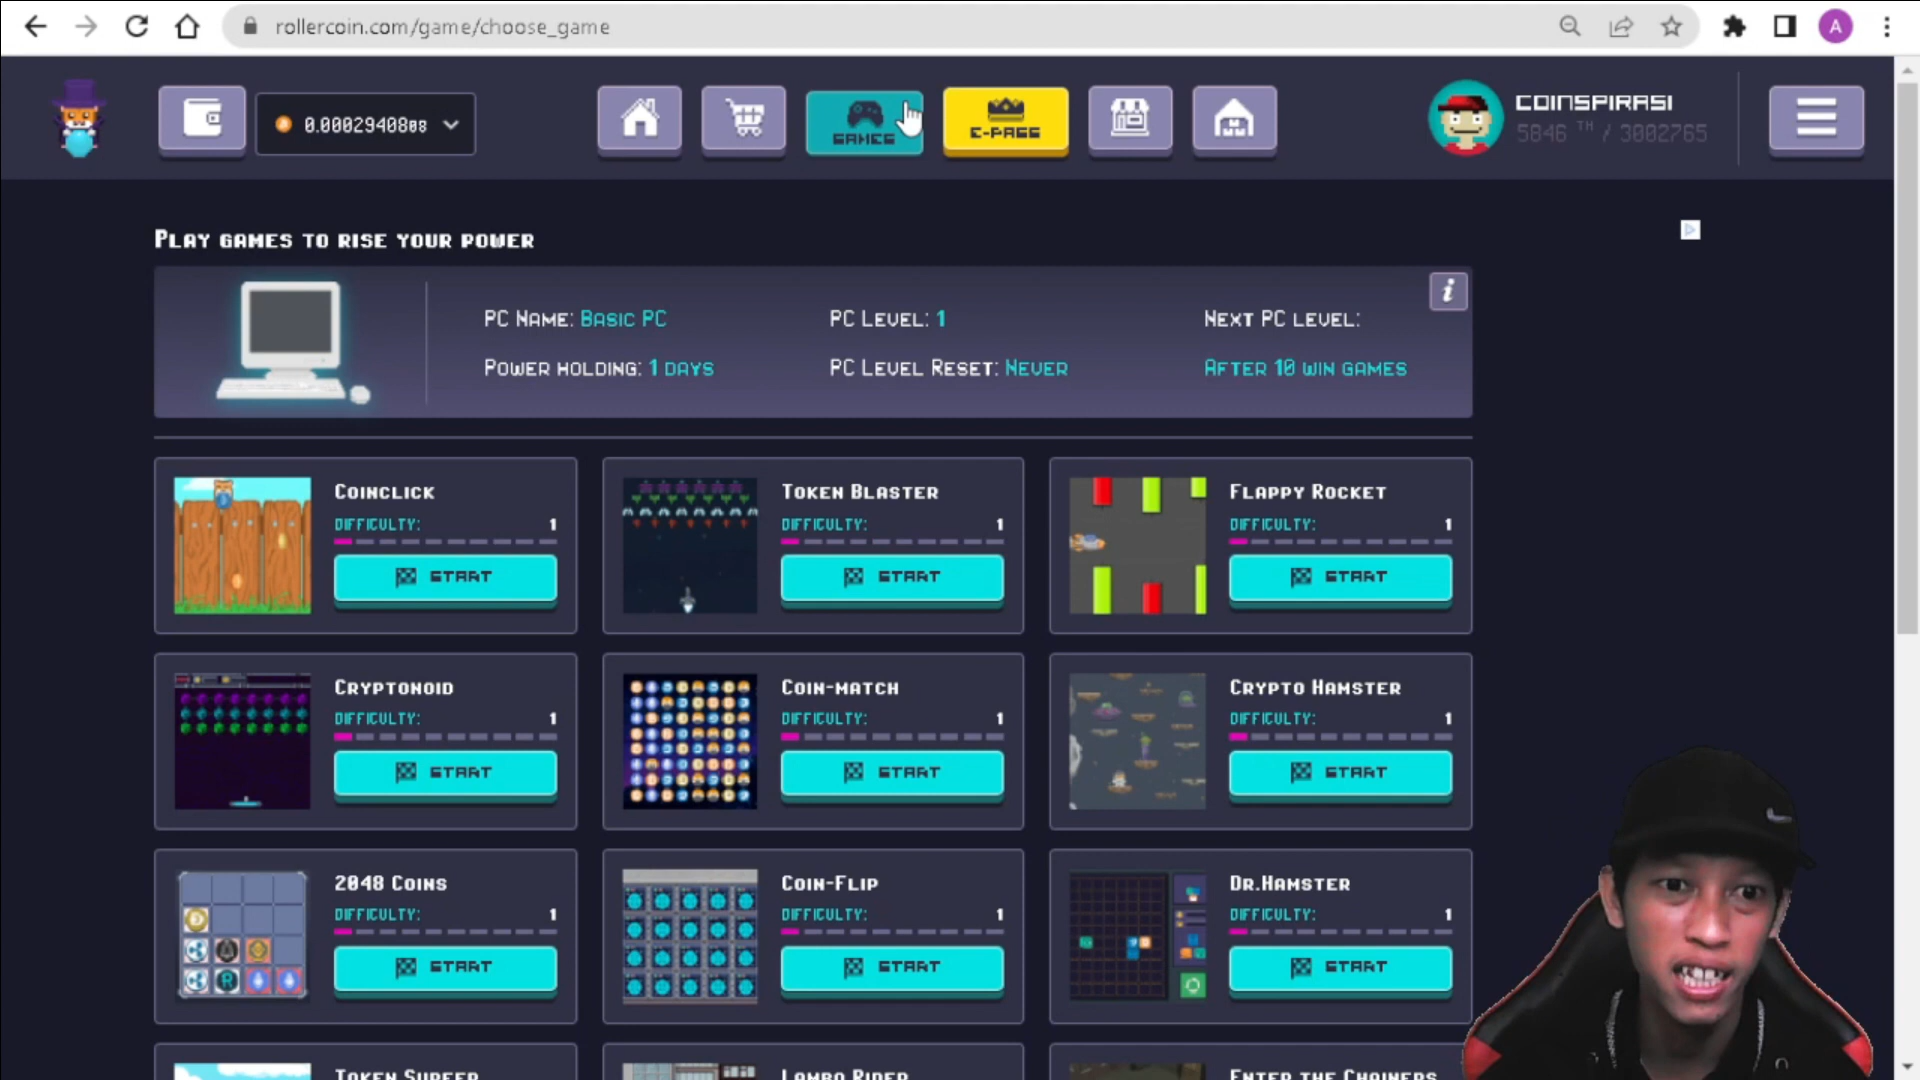 rollercoin.com/game/choose_game
A
0.0002940808
GAMES
E-PASS
COINSPIRASI
5846 TH / 3002765
PLAY GAMES TO RISE YOUR POWER
i
PC NAME: BASIC PC
PC LEVEL: 1
NEXT PC LEVEL:
POWER HOLDING: 1 DAYS
PC LEVEL RESET: NEVER
AFTER 10 WIN GAMES
COINCLICK
DIFFICULTY: 1
START
TOKEN BLASTER
DIFFICULTY: 1
START
FLAPPY ROCKET
DIFFICULTY: 1
START
CRYPTONOID
DIFFICULTY: 1
START
COIN-MATCH
DIFFICULTY: 1
START
CRYPTO HAMSTER
DIFFICULTY: 1
START
2048 COINS
DIFFICULTY: 1
START
COIN-FLIP
DIFFICULTY: 1
START
DR.HAMSTER
DIFFICULTY: 1
START
TOKEN SURFER
LAMBO RIDER
ENTER THE CHAINERS